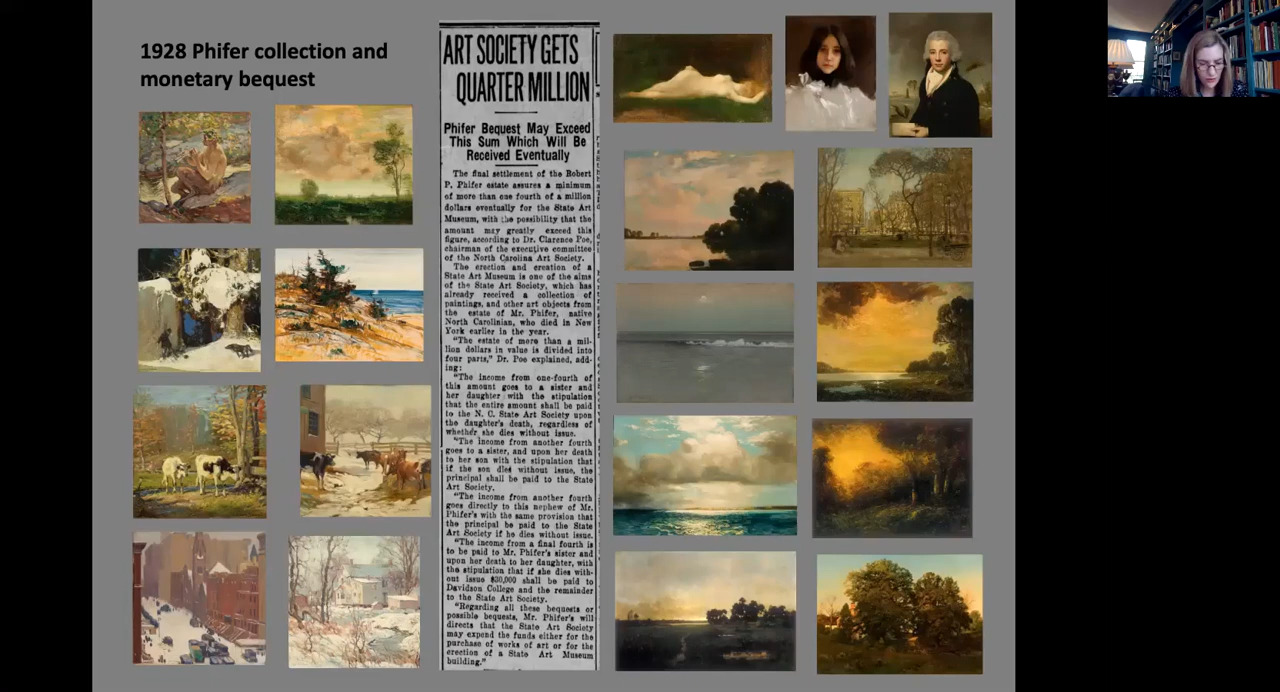 1928 Phifer collection and
monetary bequest
ART SOCIETY GETS
QUARTER MILLION
Phifer Bequest May Exceed
This Sum Which Will Be
Received Eventually
The final settlement of the Robert
P. Phifer estate assures a minimum
of more than one fourth of a million
dollars eventually for the State Art
Museum, with the possibility that the
amount may greatly exceed this
figure, according to Dr. Clarence Poe,
chairman of the executive committee
of the North Carolina Art Society.
The erection and creation of a
State Art Museum is one of the aims
of the State Art Society, which has
already received a collection of
paintings, and other art objects from
the estate of Mr. Phifer, native
North Carolinian, who died in New
York earlier in the year.
"The estate of more than a mil-
lion dollars in value is divided into
four parts," Dr. Poe explained, add-
ing:
"The income from one-fourth of
this amount goes to a sister and
her daughter with the stipulation
that the entire amount shall be paid
to the N. C. State Art Society upon
the daughter's death, regardless of
whether she dies without issue.
"The income from another fourth
goes to a sister, and upon her death
to her son with the stipulation that
if the son died without issue, the
principal shall be paid to the State
Art Society.
"The income from another fourth
goes directly to this nephew of Mr.
Phifer's with the same provision that
the principal be paid to the State
Art Society if he dies without issue.
"The income from a final fourth is
to be paid to Mr. Phifer's sister and
upon her death to her daughter, with
the stipulation that if she dies with-
out issue $30,000 shall be paid to
Davidson College and the remainder
to the State Art Society.
"Regarding all these bequests or
possible bequests, Mr. Phifer's will
directs that the State Art Society
may expend the funds either for the
purchase of works of art or for the
erection of a State Art Museum
building."